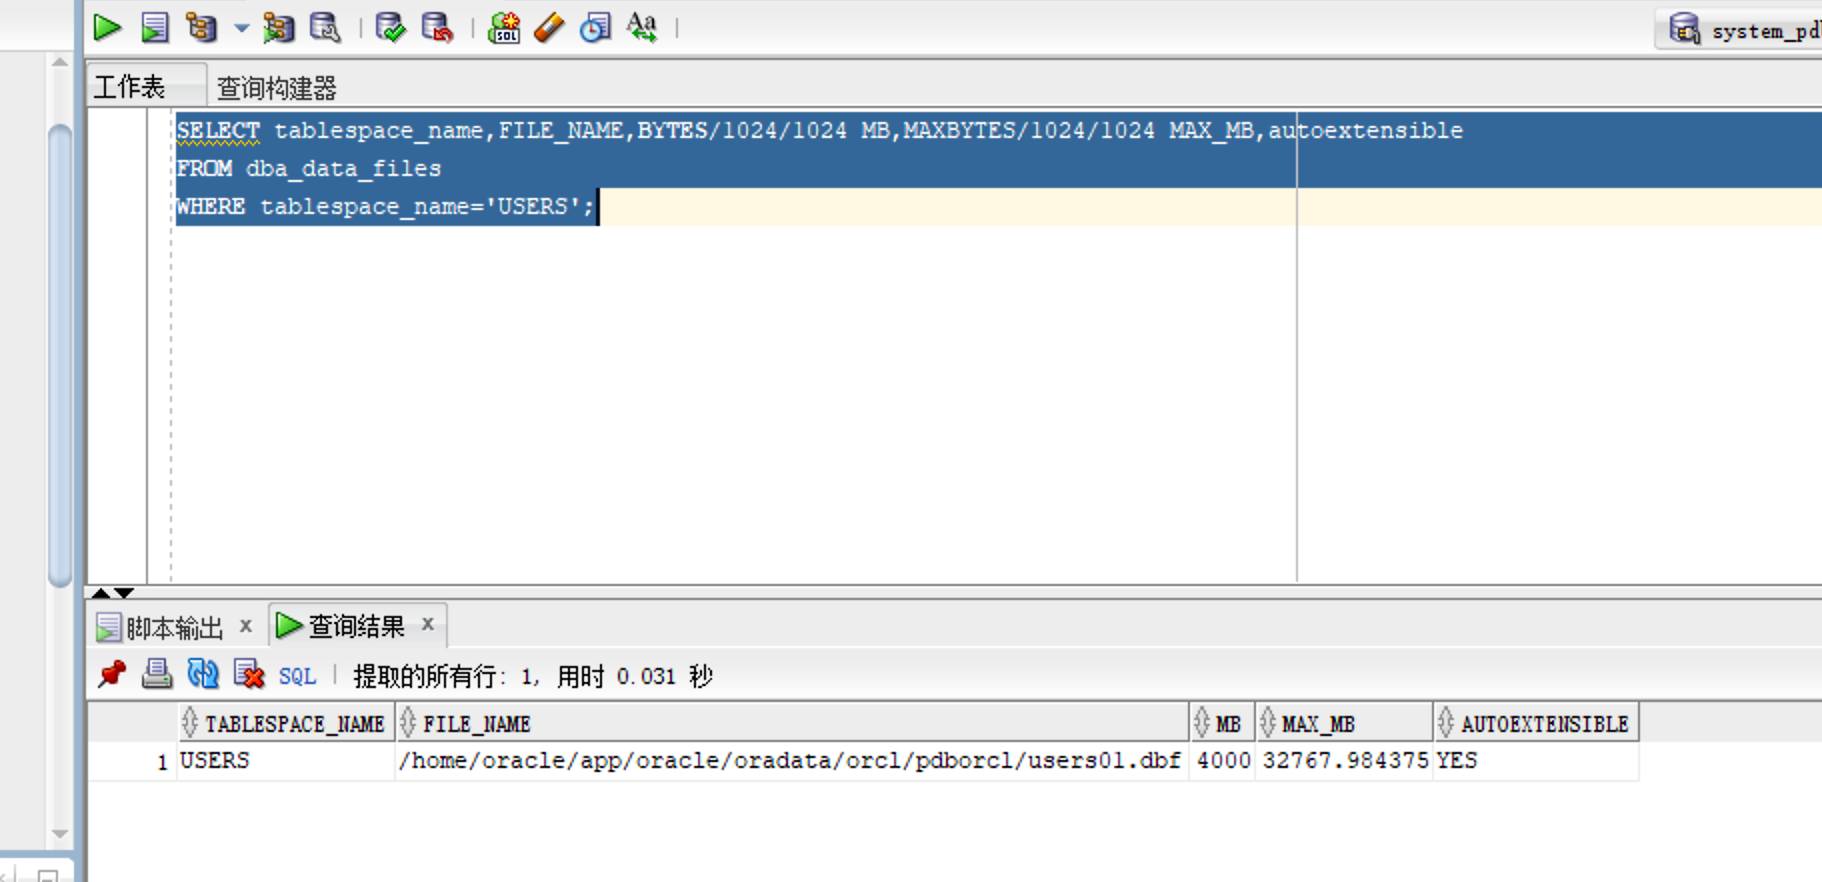 system_pd
工作表 查询构建器
SELECT tablespace_name,FILE_NAME,BYTES/1024/1024 MB,MAXBYTES/1024/1024 MAX_MB,autoextensible
FROM dba_data_files
WHERE tablespace_name='USERS';
脚本输出 x 查询结果 x
SQL | 提取的所有行: 1, 用时 0.031 秒
TABLESPACE_NAME FILE_NAME MB MAX_MB AUTOEXTENSIBLE
1 USERS /home/oracle/app/oracle/oradata/orcl/pdborcl/users01.dbf 4000 32767.984375 YES